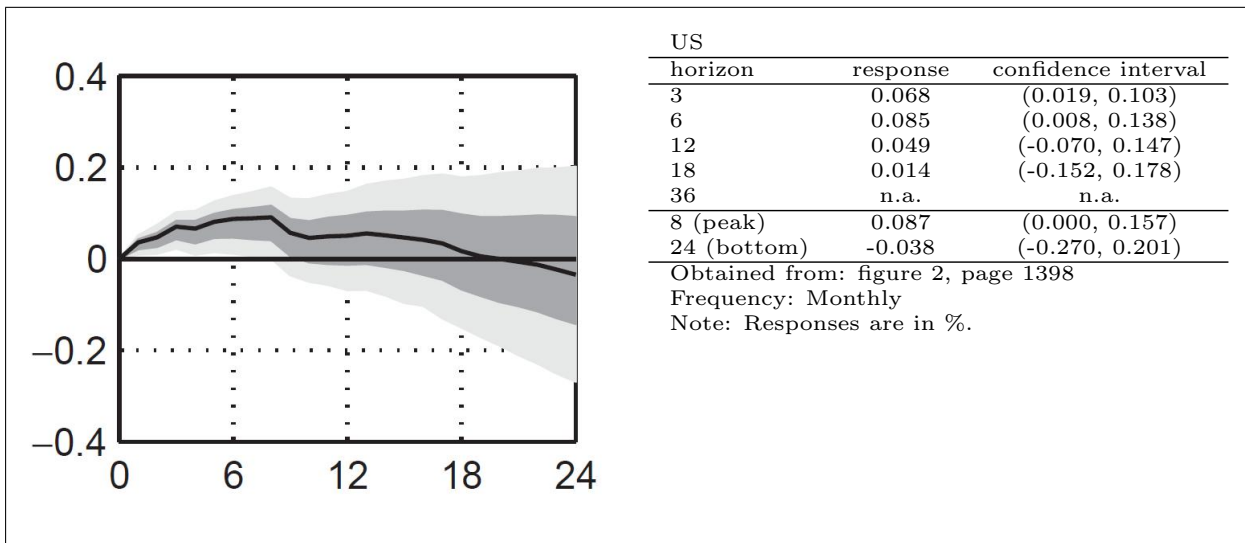 0.4
0.2
0
−0.2
−0.4
0 6 12 18 24
US
horizon response confidence interval
3 0.068 (0.019, 0.103)
6 0.085 (0.008, 0.138)
12 0.049 (-0.070, 0.147)
18 0.014 (-0.152, 0.178)
36 n.a. n.a.
8 (peak) 0.087 (0.000, 0.157)
24 (bottom) -0.038 (-0.270, 0.201)
Obtained from: figure 2, page 1398
Frequency: Monthly
Note: Responses are in %.